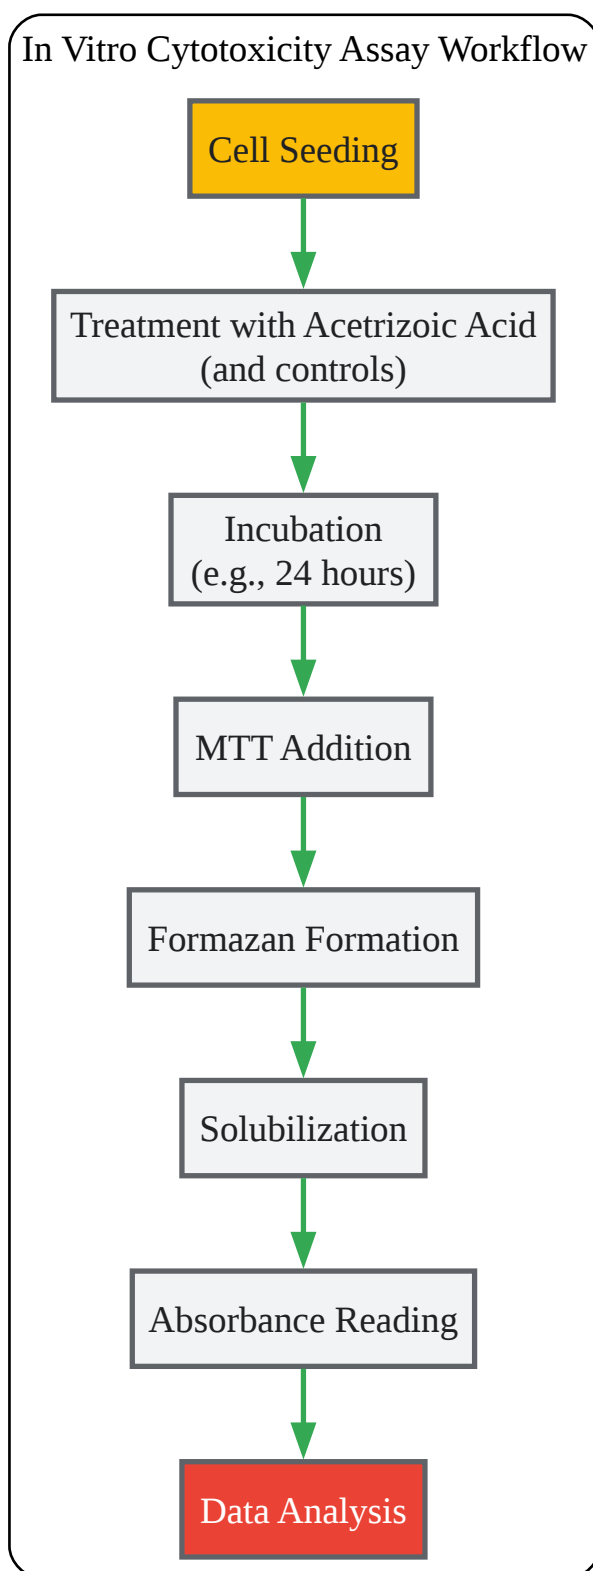 In Vitro Cytotoxicity Assay Workflow
Cell Seeding
Treatment with Acetrizoic Acid
(and controls)
Incubation
(e.g., 24 hours)
MTT Addition
Formazan Formation
Solubilization
Absorbance Reading
Data Analysis